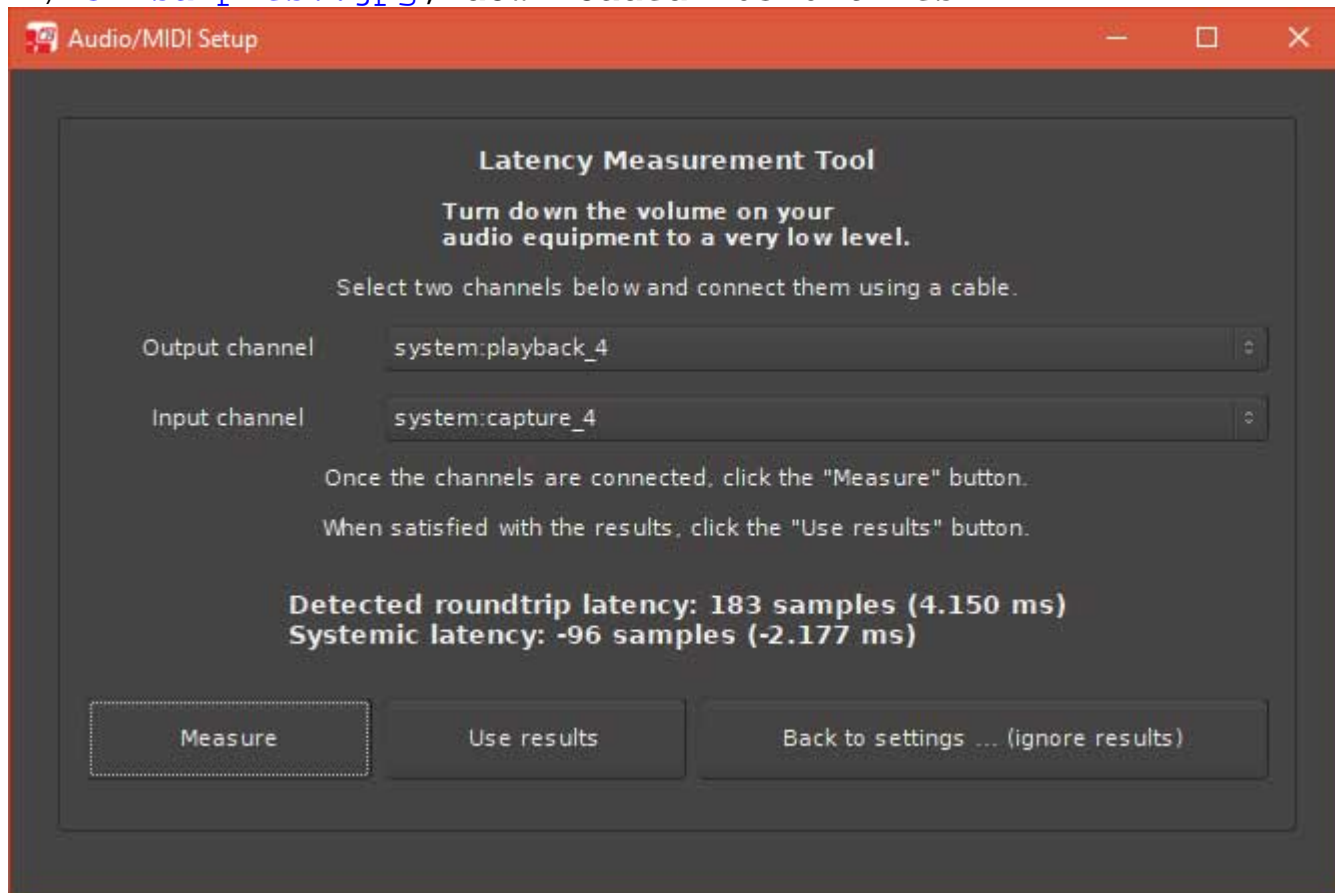 Audio/MIDI Setup
Latency Measurement Tool
Turn down the volume on your
audio equipment to a very low level.
Select two channels below and connect them using a cable.
Output channel system:playback_4
Input channel system:capture_4
Once the channels are connected, click the "Measure" button.
When satisfied with the results, click the "Use results" button.
Detected roundtrip latency: 183 samples (4.150 ms)
Systemic latency: -96 samples (-2.177 ms)
Measure Use results Back to settings ... (ignore results)